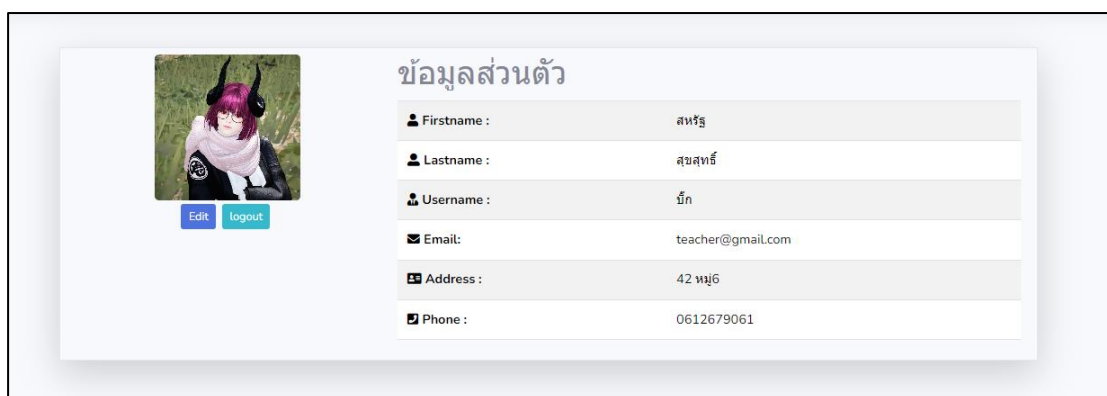 ข้อมูลส่วนตัว
Firstname : สหรัฐ
Lastname : สุขสุทธิ์
Username : บิ๊ก
Email: teacher@gmail.com
Address : 42 หมู่6
Phone : 0612679061
Edit logout